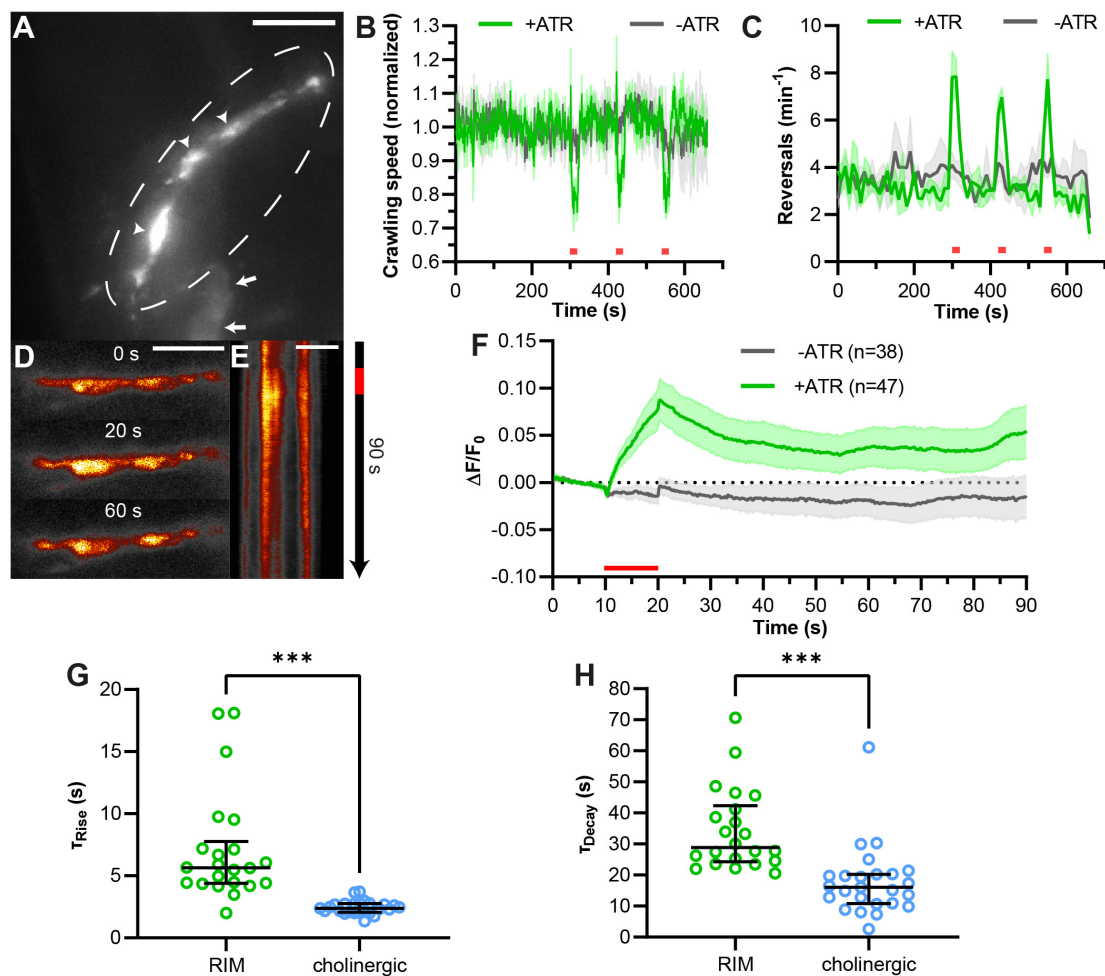 A
B
+ATR
-ATR
Crawling speed (normalized)
1.3
1.2
1.1
1.0
0.9
0.8
0.7
0.6
0
200
400
600
Time (s)
C
+ATR
-ATR
Reversals (min⁻¹)
10
8
6
4
2
0
0
200
400
600
Time (s)
D
0 s
20 s
60 s
E
90 s
F
-ATR (n=38)
+ATR (n=47)
ΔF/F₀
0.15
0.10
0.05
0.00
-0.05
-0.10
0
10
20
30
40
50
60
70
80
90
Time (s)
G
***
τRise (s)
20
15
10
5
0
RIM
cholinergic
H
***
τDecay (s)
80
70
60
50
40
30
20
10
0
RIM
cholinergic